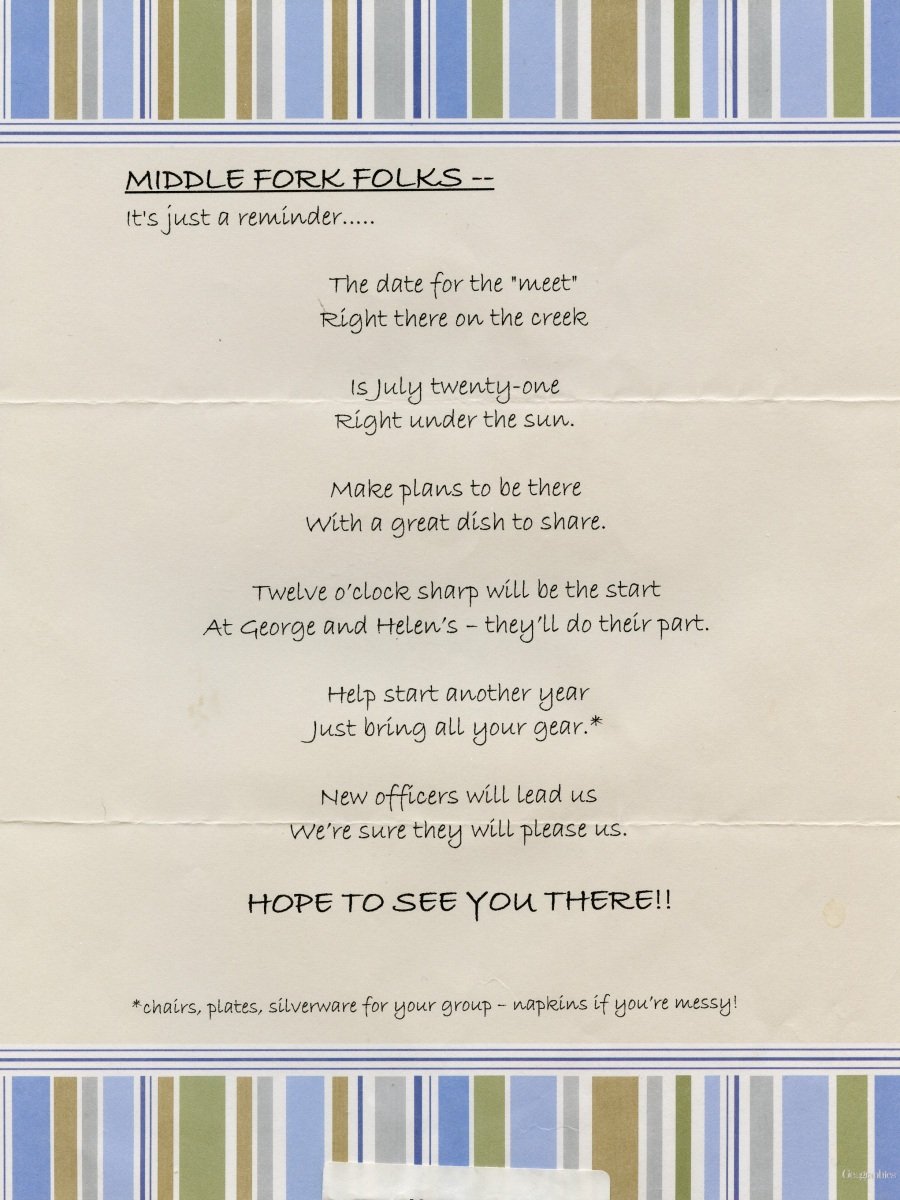 MIDDLE FORK FOLKS --
It's just a reminder.....
The date for the "meet"
Right there on the creek
Is July twenty-one
Right under the sun.
Make plans to be there
With a great dish to share.
Twelve o'clock sharp will be the start
At George and Helen's – they'll do their part.
Help start another year
Just bring all your gear.*
New officers will lead us
We're sure they will please us.
HOPE TO SEE YOU THERE!!
*chairs, plates, silverware for your group – napkins if you're messy!
Geographics